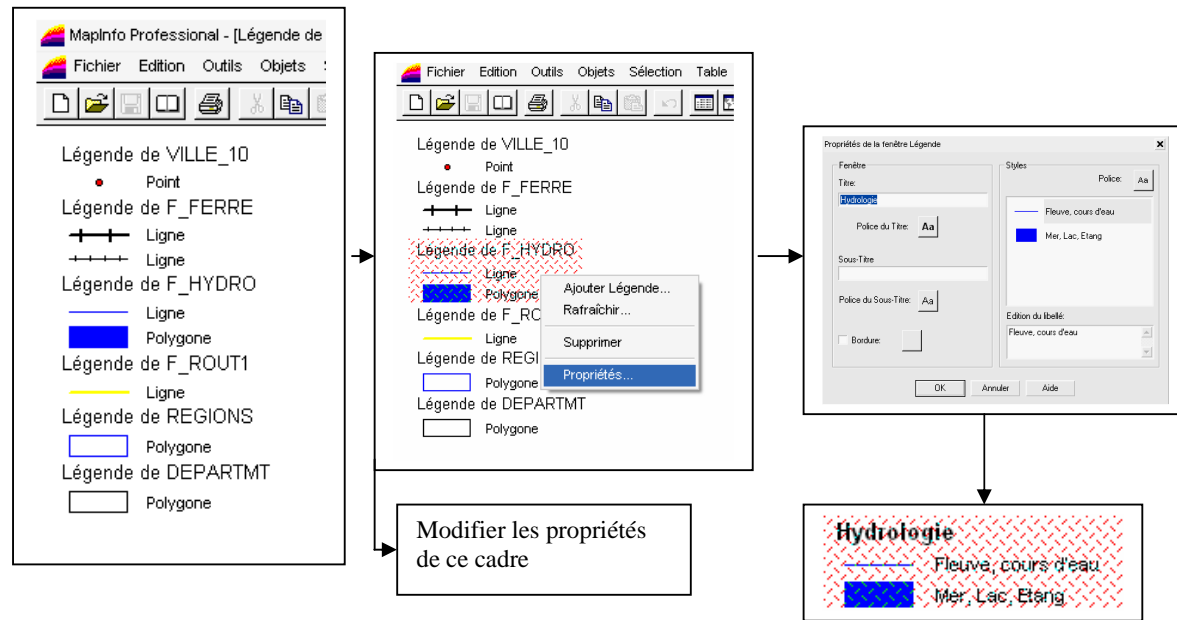 MapInfo Professional - [Légende de
Fichier Edition Outils Objets
Légende de VILLE_10
Point
Légende de F_FERRE
Ligne
Ligne
Légende de F_HYDRO
Ligne
Polygone
Légende de F_ROUT1
Ligne
Légende de REGIONS
Polygone
Légende de DEPARTMT
Polygone
Fichier Edition Outils Objets Sélection Table
Légende de VILLE_10
Point
Légende de F_FERRE
Ligne
Ligne
Légende de F_HYDRO
Ligne
Polygone
Légende de F_RO
Ligne
Légende de REGI
Polygone
Légende de DEPARTMT
Polygone
Ajouter Légende...
Rafraîchir...
Supprimer
Propriétés...
Modifier les propriétés
de ce cadre
Propriétés de la fenêtre Légende
Fenêtre
Titre:
Hydrologie
Police du Titre: Aa
Sous-Titre
Police du Sous-Titre: Aa
Bordure:
Styles
Police: Aa
Fleuve, cours d'eau
Mer, Lac, Etang
Edition du libellé:
Fleuve, cours d'eau
OK Annuler Aide
Hydrologie
Fleuve, cours d'eau
Mer, Lac, Etang